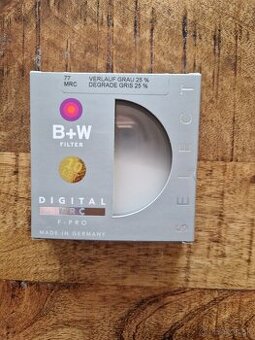 77 VERLAUF GRAU 25 %
MRC DEGRADE GRIS 25 %
B+W
FILTER
DIGITAL
MRC
F-PRO
MADE IN GERMANY
SELECT